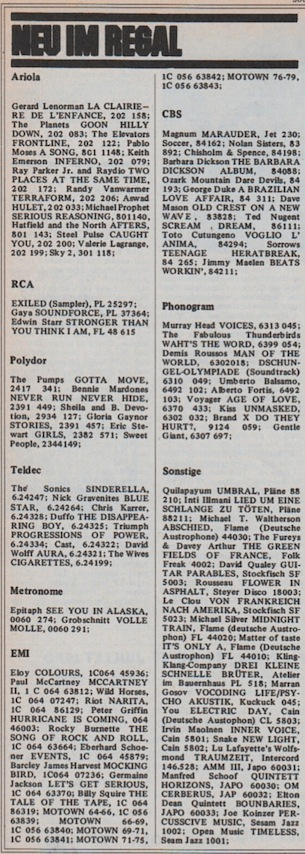 NEU IM REGAL
Ariola
Gerard Lenorman LA CLAIRIE-
RE DE L'ENFANCE, 202 158;
The Planets GOON HILLY
DOWN, 202 083; The Elevators
FRONTLINE, 202 122; Pablo
Moses A SONG, 801 1148; Keith
Emerson INFERNO, 202 079;
Ray Parker Jr. and Raydio TWO
PLACES AT THE SAME TIME,
202 172; Randy Vanwarmer
TERRAFORM, 202 206; Aswad
HULET, 202 033; Michael Prophet
SERIOUS REASONING, 801140,
Hatfield and the North AFTERS,
801 143; Steel Pulse CAUGHT
YOU, 202 200; Valerie Lagrange,
202 199; Sky 2, 301 118;
RCA
EXILED (Sampler), PL 25297;
Gaya SOUNDFORCE, PL 37364;
Edwin Starr STRONGER THAN
YOU THINK I AM, FL 48 615
Polydor
The Pumps GOTTA MOVE,
2417 341; Bennie Mardones
NEVER RUN NEVER HIDE,
2391 449; Sheila and B. Devo-
tion, 2934 127; Gloria Gaynor
STORIES, 2391 457; Eric Ste-
wart GIRLS, 2382 571; Sweet
People, 2344149;
Teldec
The Sonics SINDERELLA,
6.24247; Nick Gravenites BLUE
STAR, 6.24264; Chris Karrer,
6.24328; Duffo THE DISAPPEA-
RING BOY, 6.24325; Triumph
PROGRESSIONS OF POWER,
6.24334; Cast, 6.24322; David
Wolff AURA, 6.24321; The Wives
CIGARETTES, 6.24199;
Metronome
Epitaph SEE YOU IN ALASKA,
0060 274; Grobschnitt VOLLE
MOLLE, 0060 291;
EMI
Eloy COLOURS, 1C064 45936;
Paul McCartney MCCARTNEY
II, 1 C 064 63812; Wild Horses,
1C 064 07247; Riot NARITA,
1C 064 86129; Peter Griffin
HURRICANE IS COMING, 064
46003; Rocky Burnette THE
SONG OF ROCK AND ROLL,
1C 064 63664; Eberhard Schoe-
ner EVENTS, 1C 064 45879;
Barcley James Harvest MOCKING
BIRD, 1C064 07236; Germaine
Jackson LET'S GET SERIOUS,
1C 064 63370; Billy Squire THE
TALE OF THE TAPE, 1C 064
86319; MOTOWN 64-66, 1C 056
63839; MOTOWN 66-69,
1C 056 63840; MOTOWN 69-71,
1C 056 63841; MOTOWN 71-75,
1C 056 63842; MOTOWN 76-79,
1C 056 63843;
CBS
Magnum MARAUDER, Jet 230;
Soccer, 84162; Nolan Sisters, 83
892; Chisholm & Spence, 84198;
Barbara Dickson THE BARBARA
DICKSON ALBUM, 84088;
Ozark Mountain Dare Devils, 84
193; George Duke A BRAZILIAN
LOVE AFFAIR, 84 311; Dave
Mason OLD CREST ON A NEW
WAVE, 83828; Ted Nugent
SCREAM DREAM, 86111;
Toto Cutungeno VOGLIO L'
ANIMA, 84294; Sorrows
TEENAGE HERATBREAK,
84 265; Jimmy Maelen BEATS
WORKIN', 84211;
Phonogram
Murray Head VOICES, 6313 045;
The Fabulous Thunderbirds
WAHT'S THE WORD, 6399 054;
Demis Roussos MAN OF THE
WORLD, 6302018; DSCHUN-
GEL-OLYMPIADE (Soundtrack)
6310 049; Umberto Balsamo,
6492 102; Alberto Fortis, 6492
103; Voyager AGE OF LOVE,
6370 433; Kiss UNMASKED,
6302 032; Brand X DO THEY
HURT?, 9124 059; Gentle
Giant, 6307 697;
Sonstige
Quilapayum UMBRAL, Pläne 88
210; Inti Illmani LIED UM EINE
SCHLANGE ZU TÖTEN, Pläne
88211; Michael T. Waltherson
ABSCHIED, Flame (Deutsche
Austrophone) 44030; The Fureys
& Davey Arthur THE GREEN
FIELDS OF FRANCE, Folk
Freak 4002; David Qualey GUI-
TAR PARABLES, Stockfisch SF
5003; Rousseau FLOWER IN
ASPHALT, Steyer Disco 18003;
Le Clou VON FRANKREICH
NACH AMERIKA, Stockfisch SF
5023; Michael Silver MIDNIGHT
TRAIN, Flame (deutsche Austro-
phon) FL 44020; Matter of taste
IT'S ONLY A, Flame (Deutsche
Austrophon) FL 44010; Kling-
Klang-Company DREI KLEINE
SCHNELLE BRÜTER, Atelier
im Bauernhaus PL 518; Marran
Gosov VOCODING LIFE/PSY-
CHO AKUSTIK, Kuckuck 045;
You ELECTRIC DAY, Cain
(Deutsche Austophon) CL 5803;
Irvin Maolnen INNER VOICE,
Cain 5801; Snake NEW LIGHT,
Cain 5802; Lu Lafayette's Wolfs-
mond TRAUMZEIT, Intercord
146.528; AMM III, Japo 60031;
Manfred Schoof QUINTETT
HORIZONS, JAPO 60030; OM
CERBERUS, JAP 60032; Elton
Dean Quintett BOUNBARIES,
JAPO 60033; Joe Koinzer PER-
CUSSIVE MUSIC, Sesam Jazz
1002; Open Music TIMELESS,
Seam Jazz 1001;